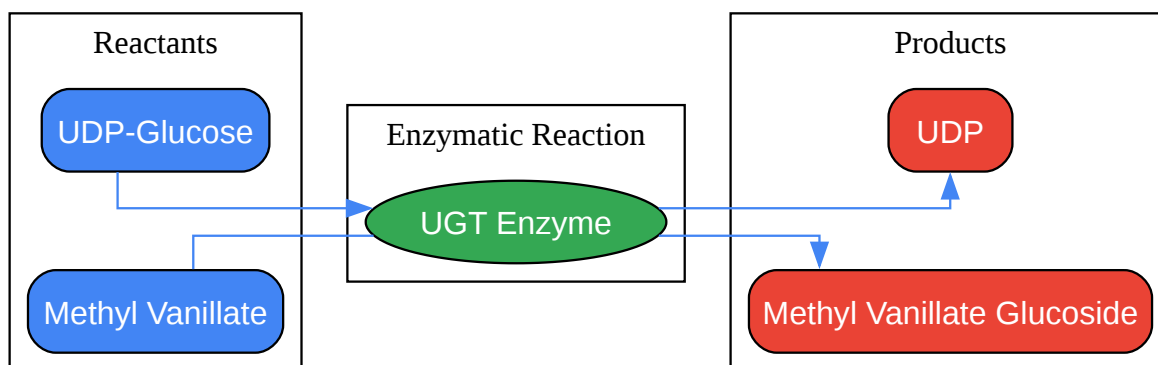 Reactants
UDP-Glucose
Methyl Vanillate
Enzymatic Reaction
UGT Enzyme
Products
UDP
Methyl Vanillate Glucoside